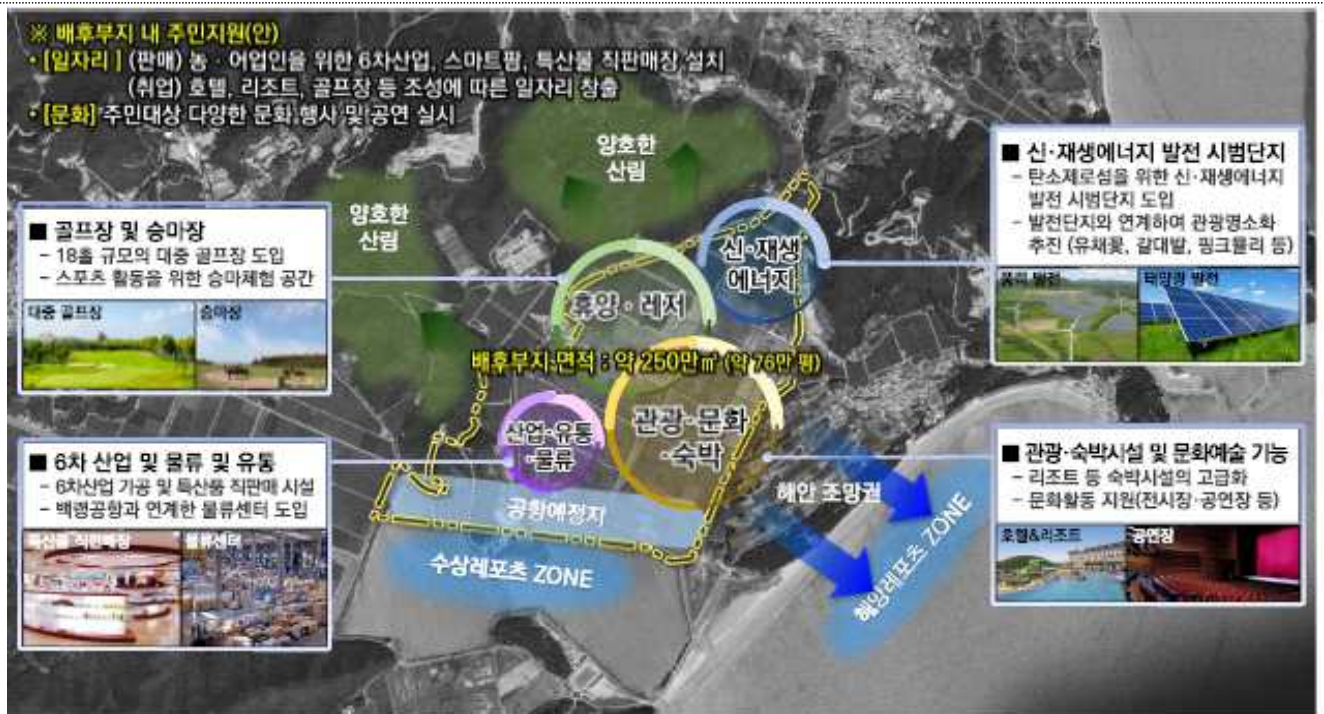 ※ 배후부지 내 주민지원(안)
• [일자리] (판매) 농·어업인을 위한 6차산업, 스마트팜, 특산물 직판매장 설치
(취업) 호텔, 리조트, 골프장 등 조성에 따른 일자리 창출
• [문화] 주민대상 다양한 문화 행사 및 공연 실시
양호한
산림
양호한
산림
■ 골프장 및 승마장
- 18홀 규모의 대중 골프장 도입
- 스포츠 활동을 위한 승마체험 공간
대중 골프장
승마장
■ 신·재생에너지 발전 시범단지
- 탄소제로섬을 위한 신·재생에너지
발전 시범단지 도입
- 발전단지와 연계하여 관광명소화
추진 (유채꽃, 갈대발, 핑크뮬리 등)
풍력 발전
태양광 발전
신·재생
에너지
휴양·레저
배후부지 면적 : 약 250만㎡ (약 76만 평)
산업·유통
·물류
관광·문화
·숙박
공항예정지
수상레포츠 ZONE
해안 조망권
해양레포츠 ZONE
■ 6차 산업 및 물류 및 유통
- 6차산업 가공 및 특산품 직판매 시설
- 백령공항과 연계한 물류센터 도입
특산품 직판매장
물류센터
■ 관광·숙박시설 및 문화예술 기능
- 리조트 등 숙박시설의 고급화
- 문화활동 지원(전시장·공연장 등)
호텔&리조트
공연장